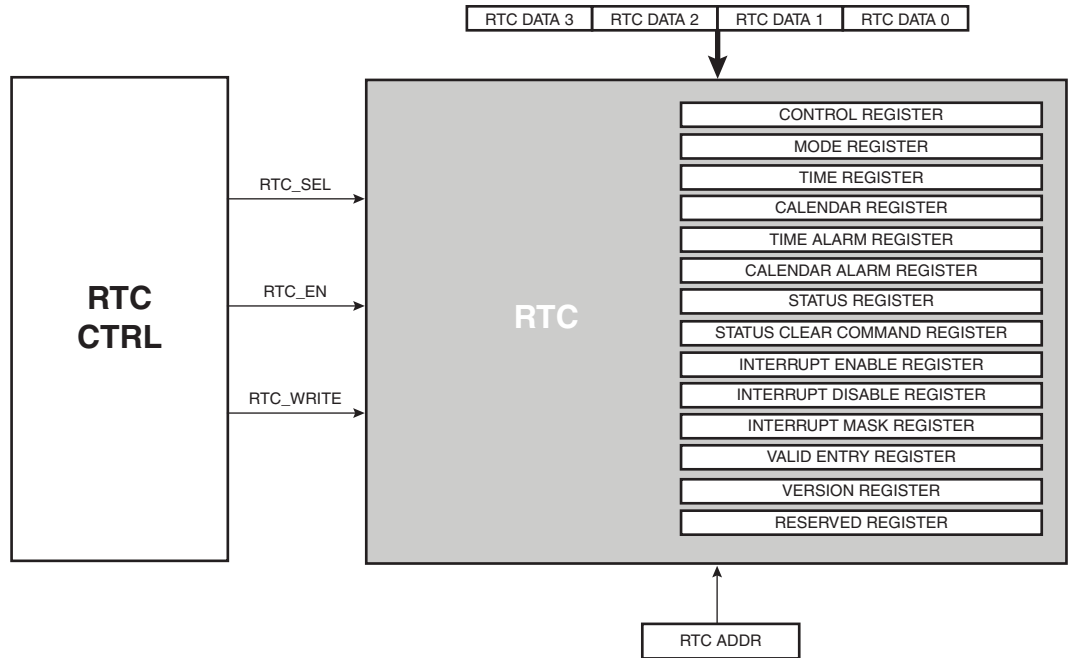 RTC DATA 3 RTC DATA 2 RTC DATA 1 RTC DATA 0
CONTROL REGISTER
MODE REGISTER
TIME REGISTER
CALENDAR REGISTER
TIME ALARM REGISTER
CALENDAR ALARM REGISTER
STATUS REGISTER
STATUS CLEAR COMMAND REGISTER
INTERRUPT ENABLE REGISTER
INTERRUPT DISABLE REGISTER
INTERRUPT MASK REGISTER
VALID ENTRY REGISTER
VERSION REGISTER
RESERVED REGISTER
RTC_SEL
RTC_EN
RTC_WRITE
RTC
CTRL
RTC
RTC ADDR